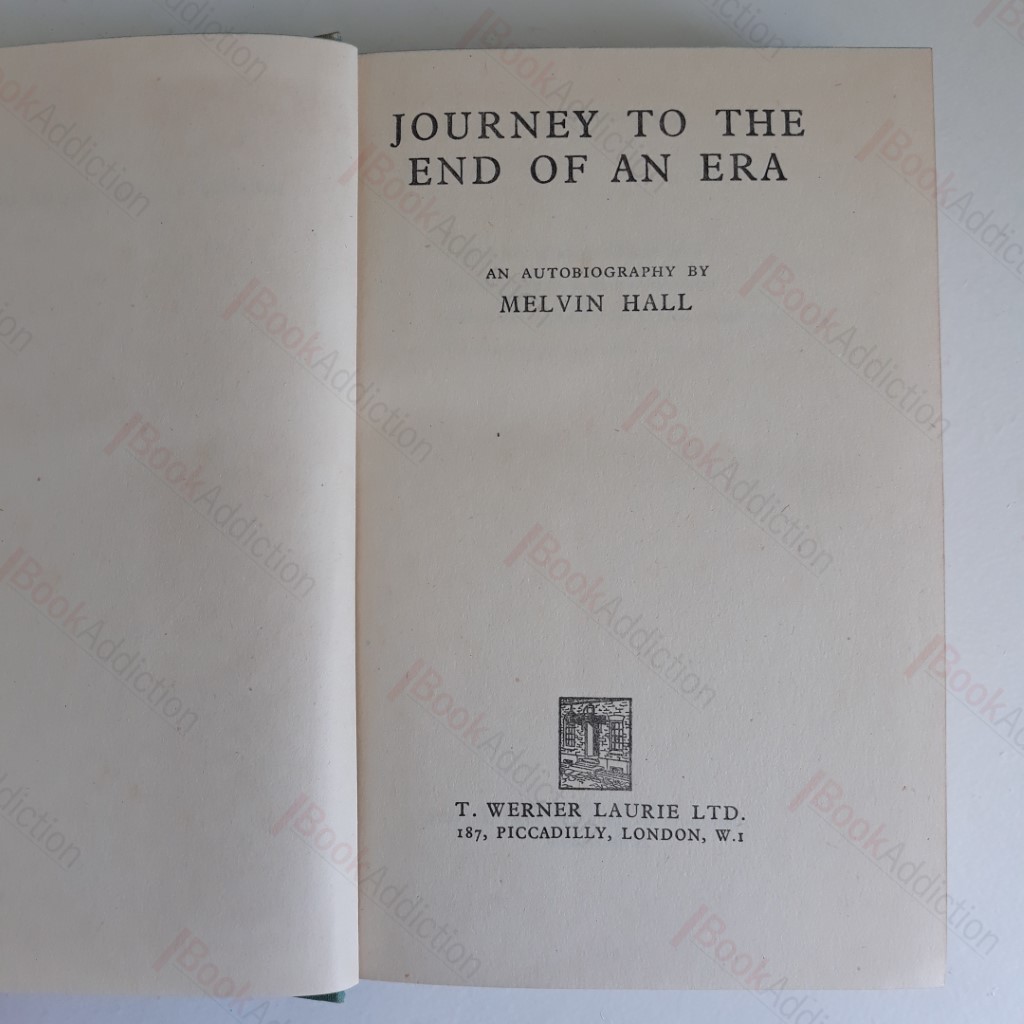 JOURNEY TO THE
END OF AN ERA
AN AUTOBIOGRAPHY BY
MELVIN HALL
T. WERNER LAURIE LTD.
187, PICCADILLY, LONDON, W.1
BookAddiction